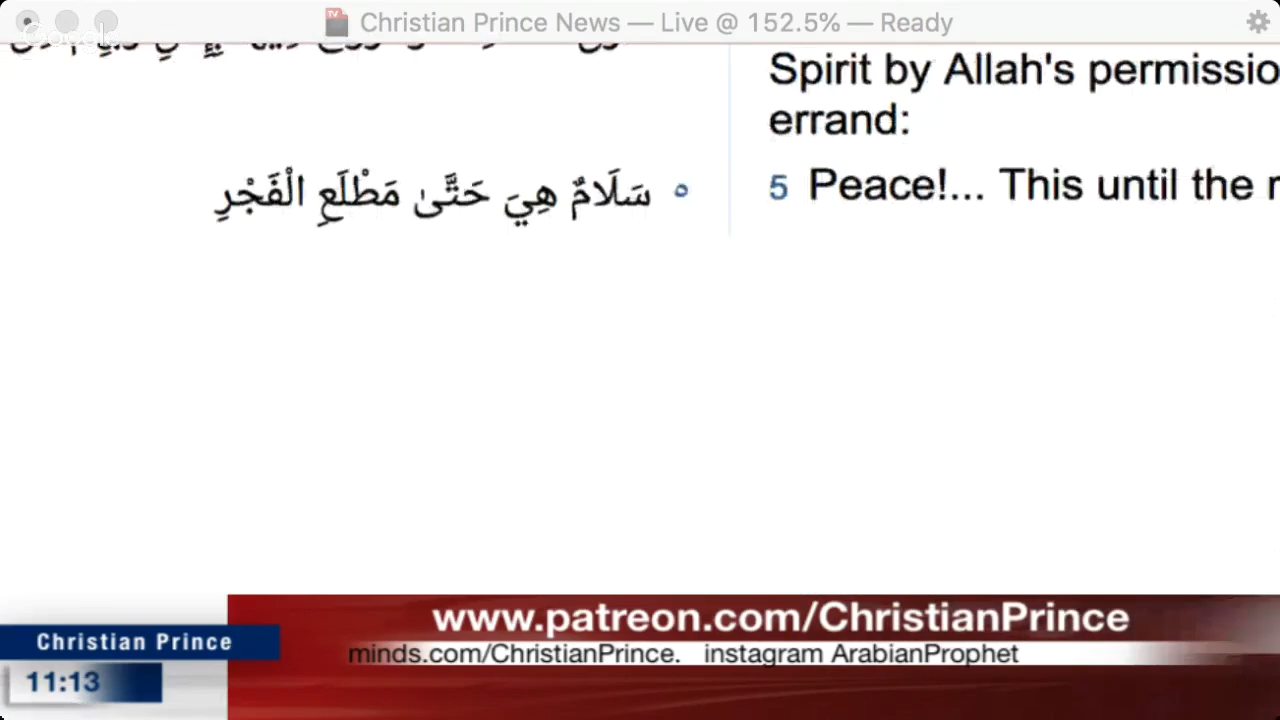 Christian Prince News — Live @ 152.5% — Ready
Google
Spirit by Allah's permissio
errand:
سَلَامٌ هِيَ حَتَّىٰ مَطْلَعِ الْفَجْرِ ٥
5 Peace!... This until the r
www.patreon.com/ChristianPrince
Christian Prince
minds.com/ChristianPrince. instagram ArabianProphet
11:13